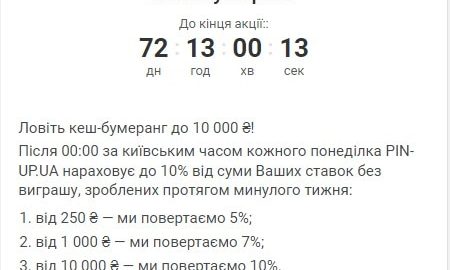 До кінця акції::
72 : 13 : 00 : 13
дн год хв сек
Ловіть кеш-бумеранг до 10 000 ₴!
Після 00:00 за київським часом кожного понеділка PIN-
UP.UA нараховує до 10% від суми Ваших ставок без
виграшу, зроблених протягом минулого тижня:
1. від 250 ₴ — ми повертаємо 5%;
2. від 1 000 ₴ — ми повертаємо 7%;
3. від 10 000 ₴ — ми повертаємо 10%.